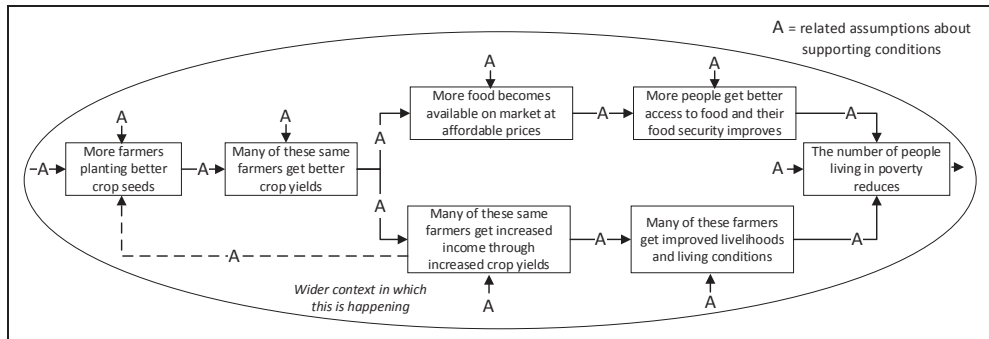 A = related assumptions about
supporting conditions
A
A
A
More food becomes
available on market at
affordable prices
A
More people get better
access to food and their
food security improves
A
A
A
A
A
More farmers
planting better
crop seeds
A
Many of these same
farmers get better
crop yields
A
The number of people
living in poverty
reduces
A
A
Many of these same
farmers get increased
income through
increased crop yields
A
Many of these farmers
get improved livelihoods
and living conditions
A
A
Wider context in which
this is happening
A
A